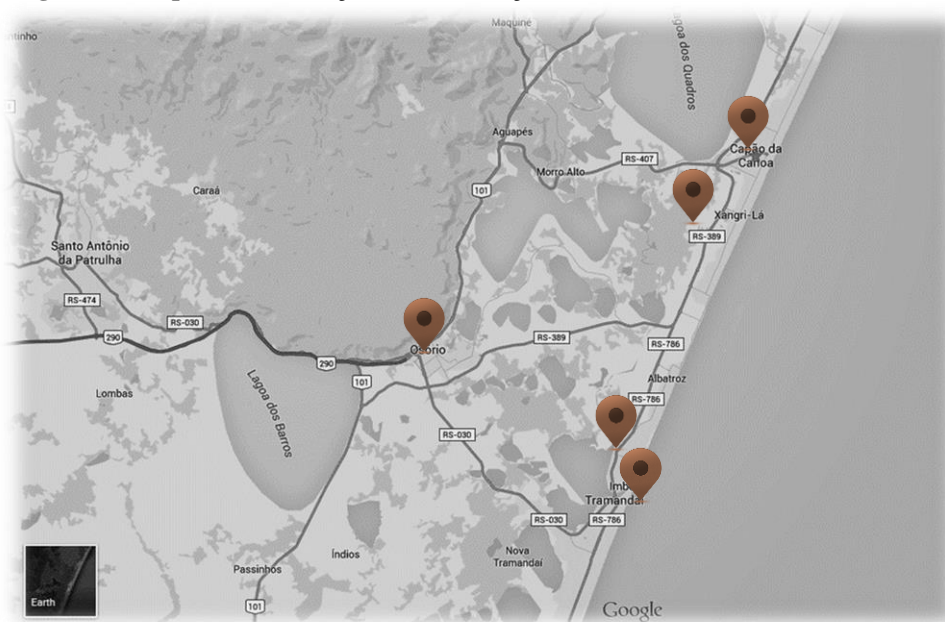 Maquiné
Lagoa dos Quadros
Aguapés
Capão da
Canoa
RS-407
Morro Alto
101
Caraá
Xangri-Lá
RS-389
Santo Antônio
da Patrulha
RS-474
RS-030
290
RS-389
Osório
RS-786
290
101
Albatroz
Lombas
Lagoa dos Barros
RS-786
RS-030
Tramandaí
RS-030
RS-786
Índios
Nova
Tramandaí
Passinhos
Earth
101
Google